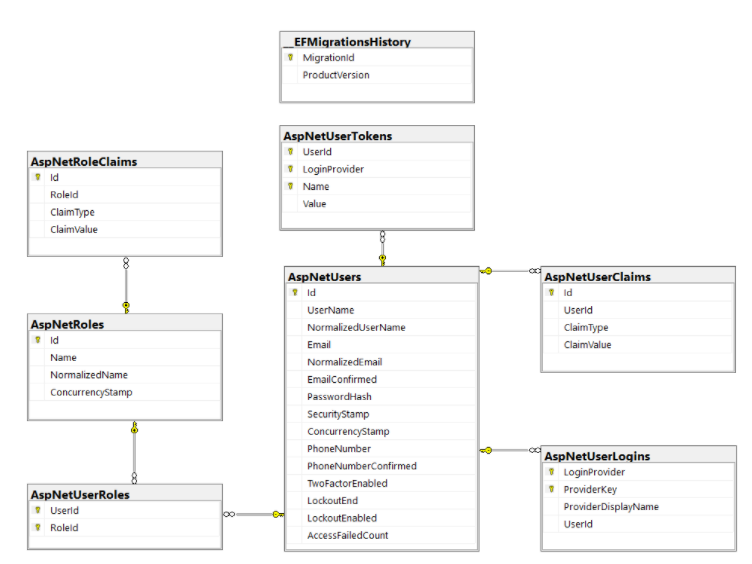 __EFMigrationsHistory
MigrationId
ProductVersion
AspNetUserTokens
UserId
LoginProvider
Name
Value
AspNetRoleClaims
Id
RoleId
ClaimType
ClaimValue
AspNetUsers
Id
UserName
NormalizedUserName
Email
NormalizedEmail
EmailConfirmed
PasswordHash
SecurityStamp
ConcurrencyStamp
PhoneNumber
PhoneNumberConfirmed
TwoFactorEnabled
LockoutEnd
LockoutEnabled
AccessFailedCount
AspNetUserClaims
Id
UserId
ClaimType
ClaimValue
AspNetRoles
Id
Name
NormalizedName
ConcurrencyStamp
AspNetUserLogins
LoginProvider
ProviderKey
ProviderDisplayName
UserId
AspNetUserRoles
UserId
RoleId